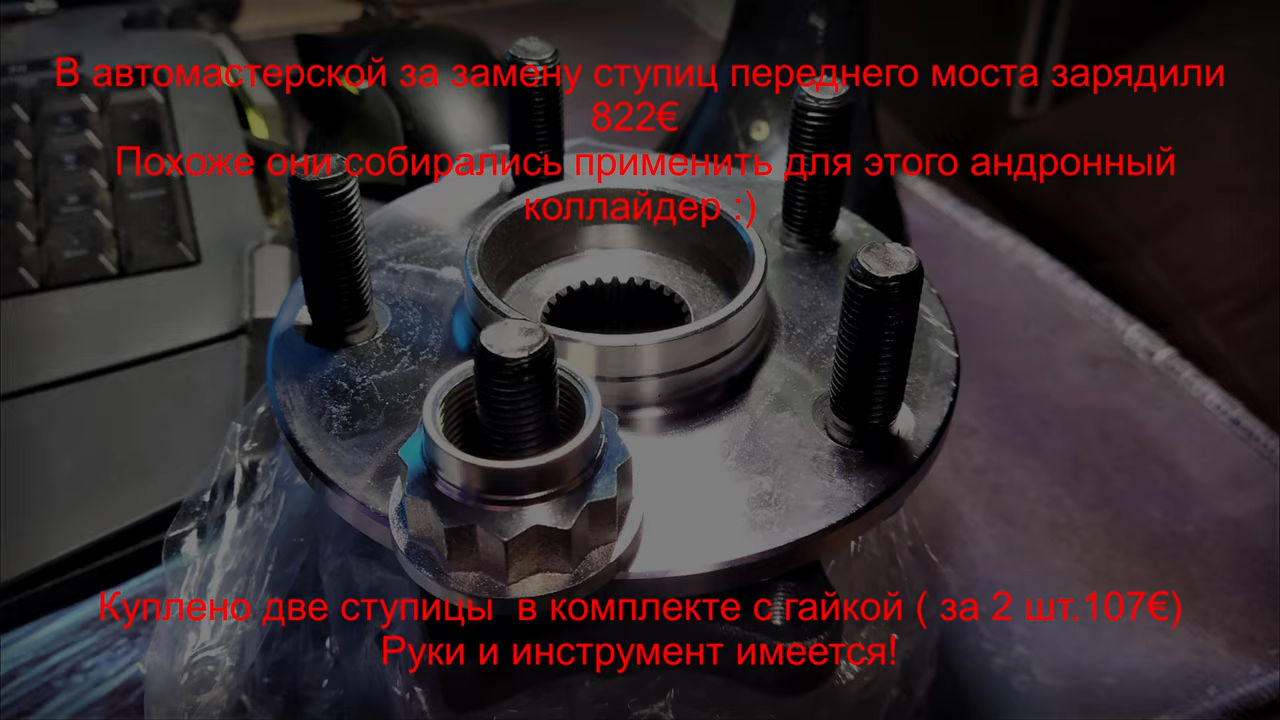 В автомастерской за замену ступиц переднего моста зарядили
822€
Похоже они собирались применить для этого андронный
коллайдер :)
Куплено две ступицы в комплекте с гайкой ( за 2 шт.107€)
Руки и инструмент имеется!